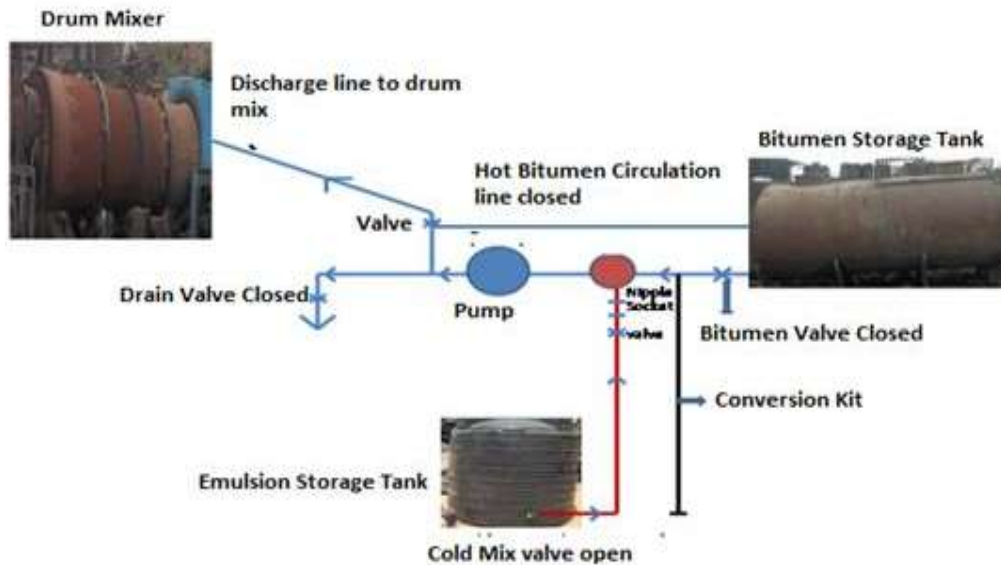 Drum Mixer
Discharge line to drum
mix
Bitumen Storage Tank
Hot Bitumen Circulation
line closed
Valve
Drain Valve Closed
Pump
Nipple
Socket
valve
Bitumen Valve Closed
Conversion Kit
Emulsion Storage Tank
Cold Mix valve open